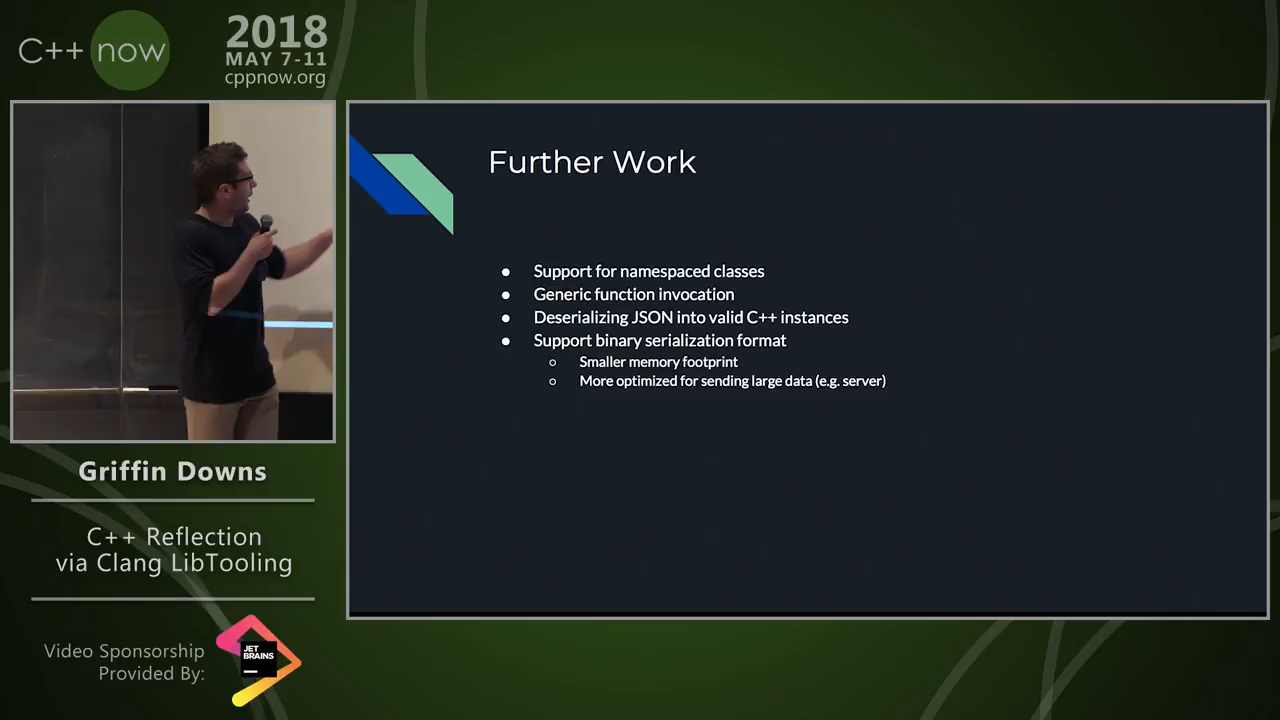 C++ now
2018
MAY 7-11
cppnow.org
Further Work
● Support for namespaced classes
● Generic function invocation
● Deserializing JSON into valid C++ instances
● Support binary serialization format
○ Smaller memory footprint
○ More optimized for sending large data (e.g. server)
Griffin Downs
C++ Reflection
via Clang LibTooling
Video Sponsorship
Provided By:
JET
BRAINS